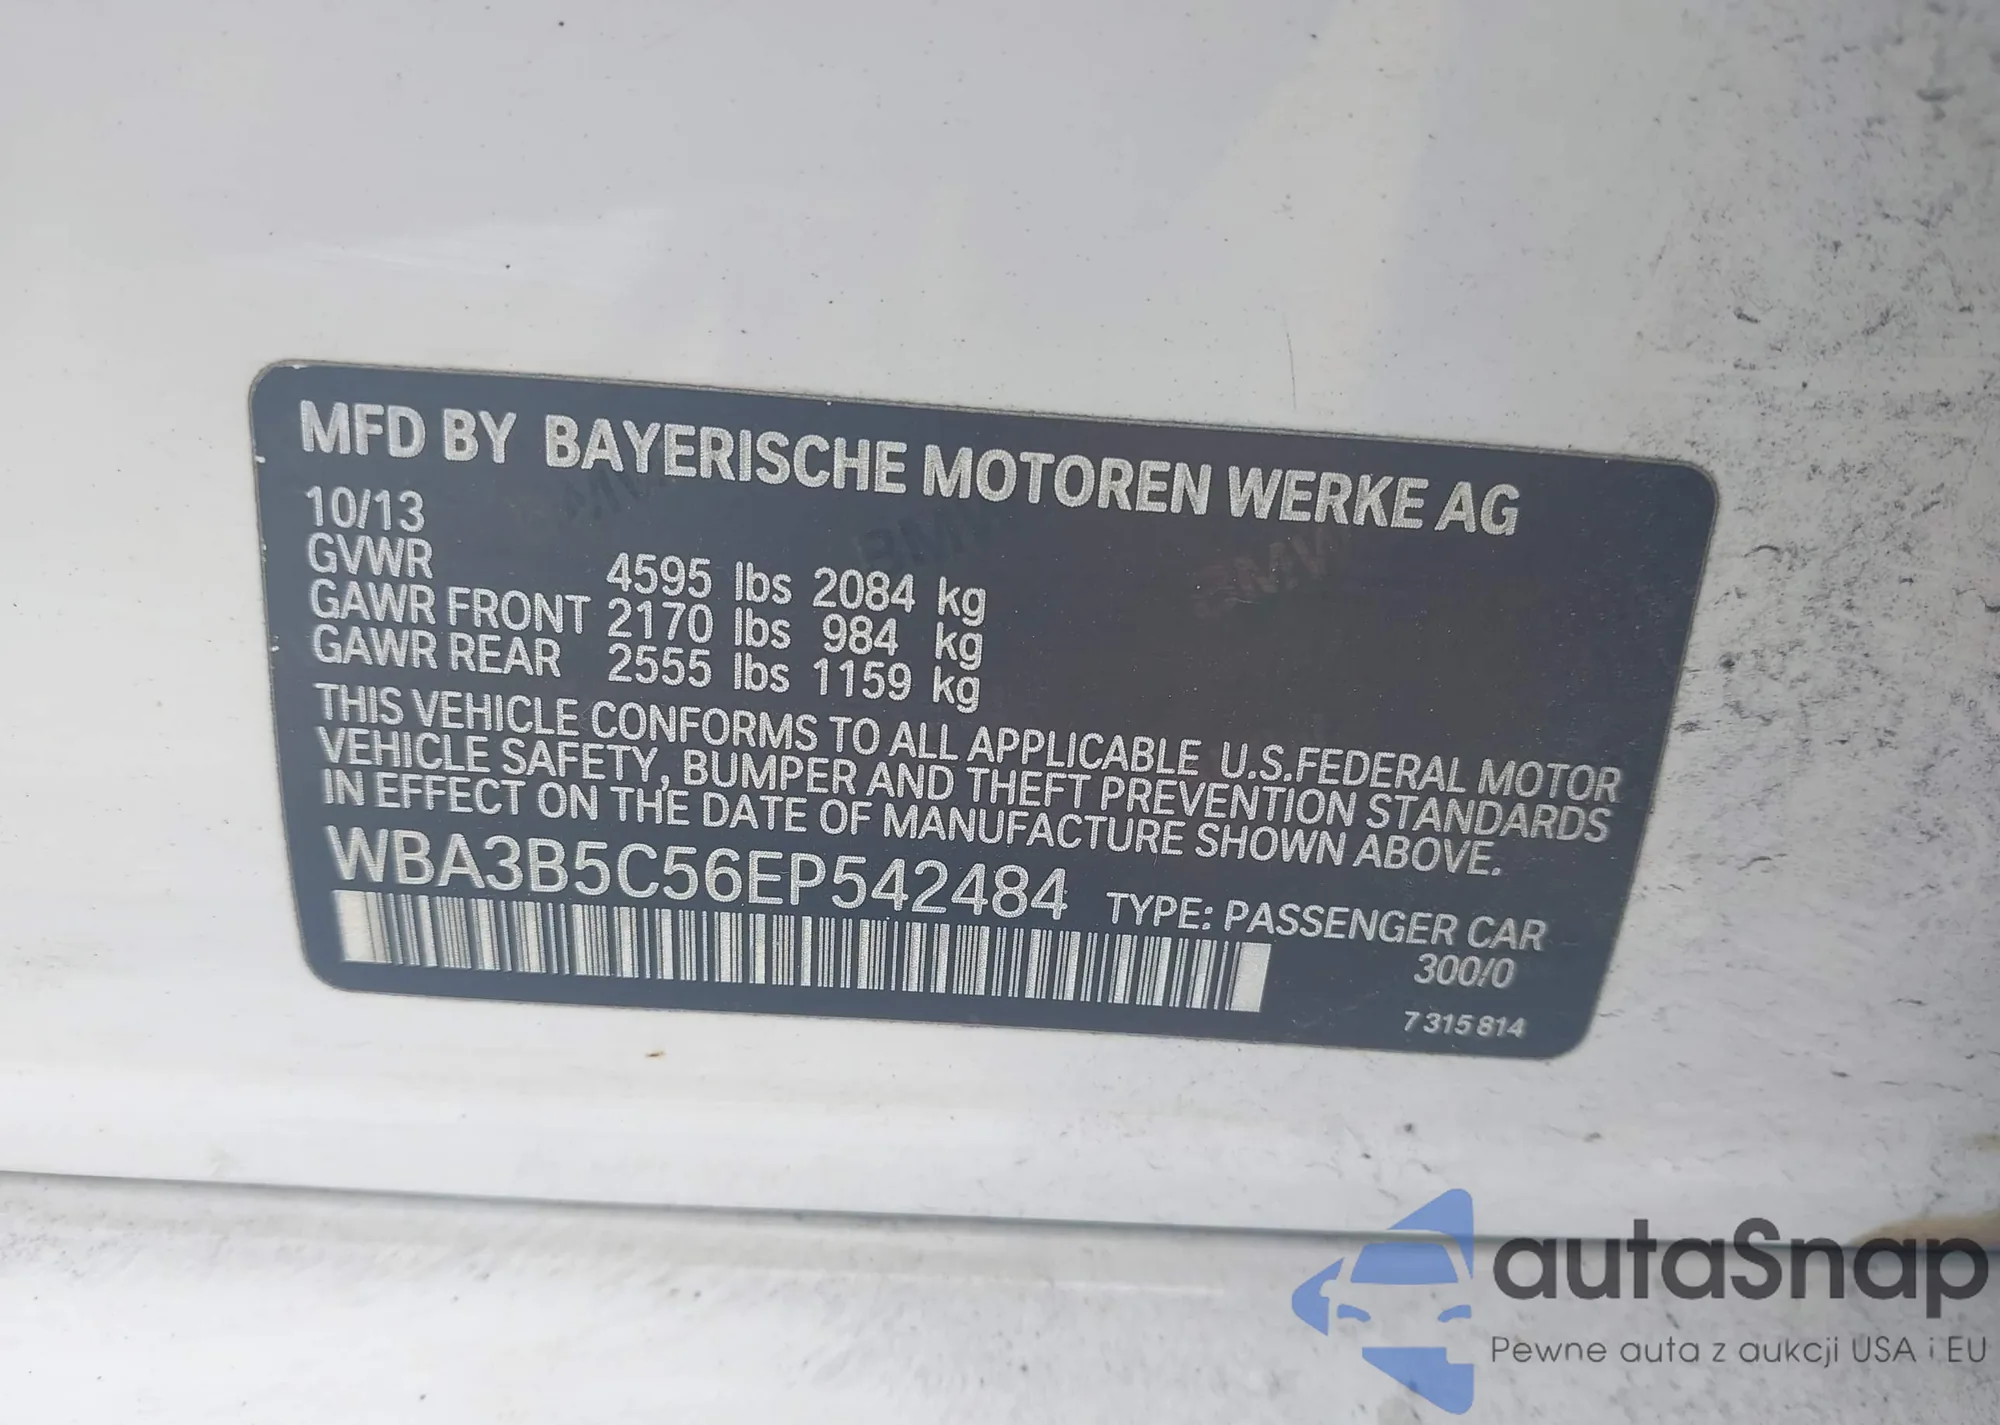 MFD BY BAYERISCHE MOTOREN WERKE AG
10/13
GVWR 4595 lbs 2084 kg
GAWR FRONT 2170 lbs 984 kg
GAWR REAR 2555 lbs 1159 kg
THIS VEHICLE CONFORMS TO ALL APPLICABLE U.S.FEDERAL MOTOR
VEHICLE SAFETY, BUMPER AND THEFT PREVENTION STANDARDS
IN EFFECT ON THE DATE OF MANUFACTURE SHOWN ABOVE.
WBA3B5C56EP542484 TYPE: PASSENGER CAR
300/0
7 315 814
autaSnap
Pewne auta z aukcji USA i EU